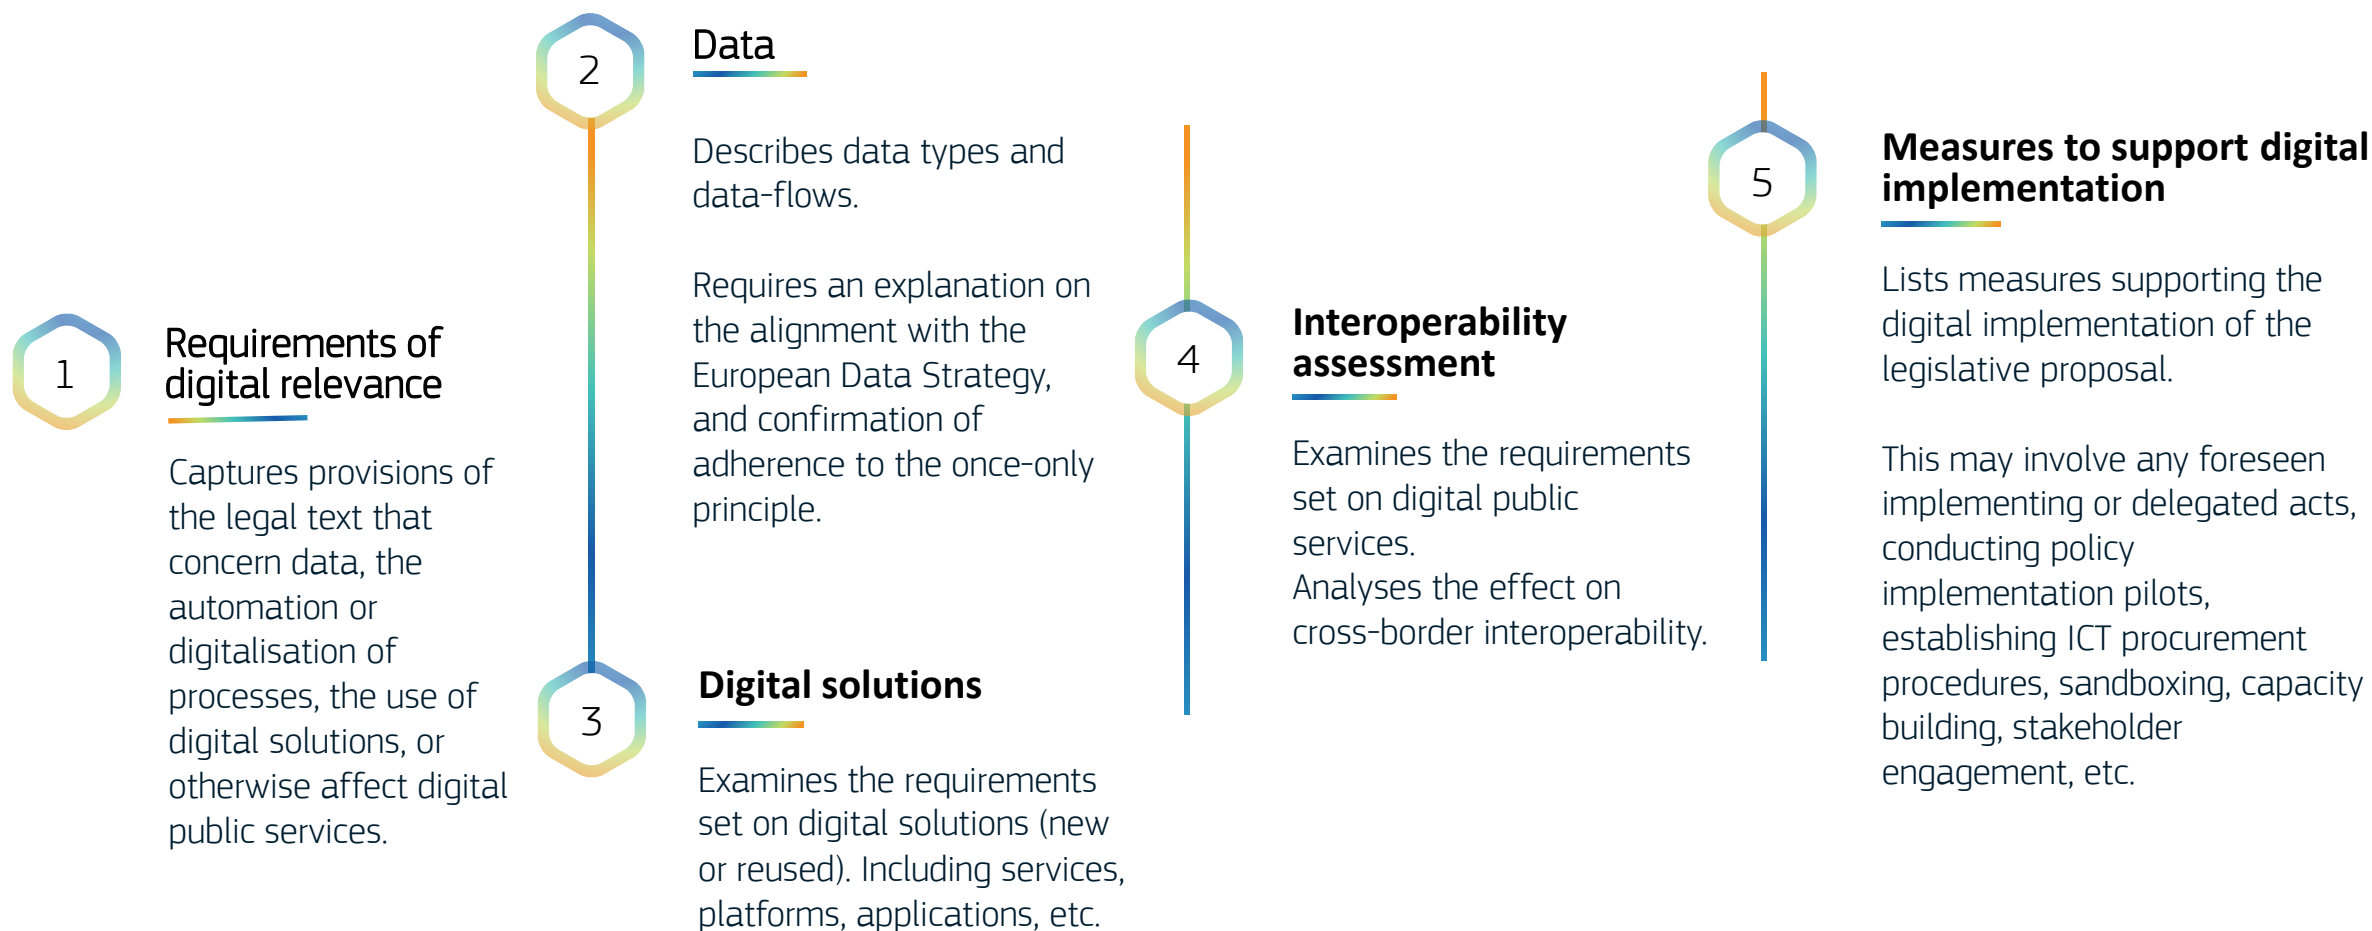 1
Requirements of
digital relevance
Captures provisions of
the legal text that
concern data, the
automation or
digitalisation of
processes, the use of
digital solutions, or
otherwise affect digital
public services.
2
Data
Describes data types and
data-flows.
Requires an explanation on
the alignment with the
European Data Strategy,
and confirmation of
adherence to the once-only
principle.
3
Digital solutions
Examines the requirements
set on digital solutions (new
or reused). Including services,
platforms, applications, etc.
4
Interoperability
assessment
Examines the requirements
set on digital public
services.
Analyses the effect on
cross-border interoperability.
5
Measures to support digital
implementation
Lists measures supporting the
digital implementation of the
legislative proposal.
This may involve any foreseen
implementing or delegated acts,
conducting policy
implementation pilots,
establishing ICT procurement
procedures, sandboxing, capacity
building, stakeholder
engagement, etc.